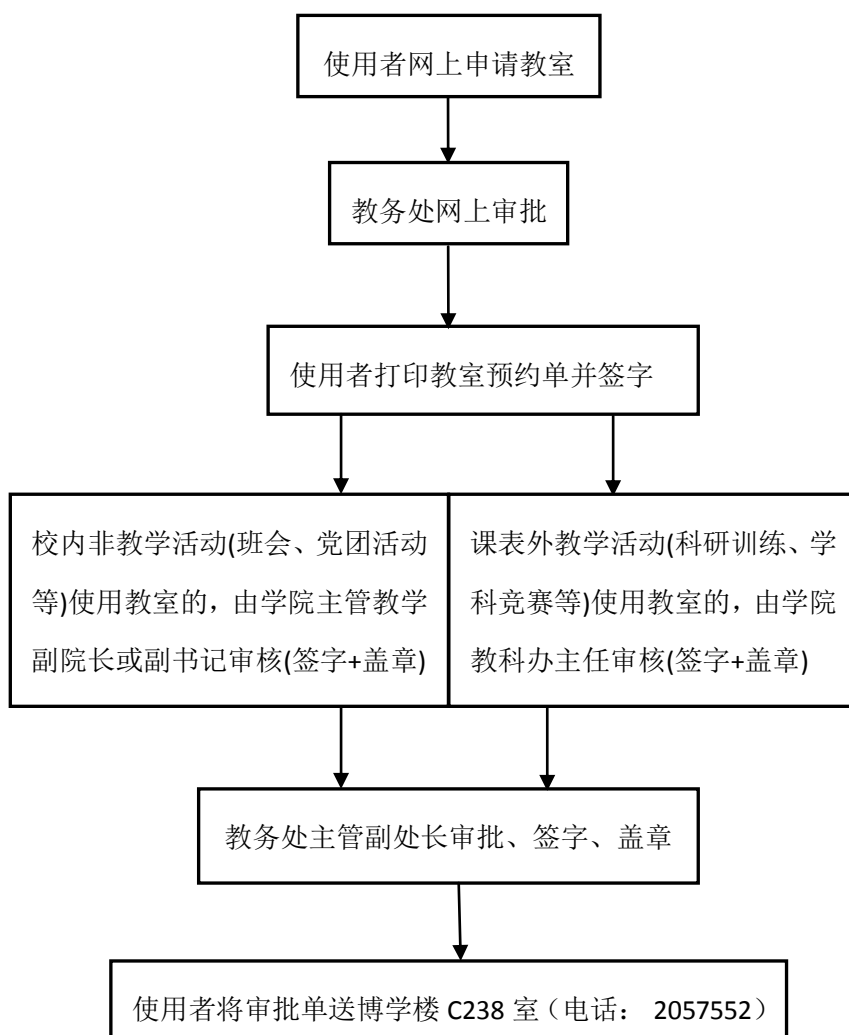 使用者网上申请教室
教务处网上审批
使用者打印教室预约单并签字
校内非教学活动(班会、党团活动
等)使用教室的，由学院主管教学
副院长或副书记审核(签字+盖章)
课表外教学活动(科研训练、学
科竞赛等)使用教室的，由学院
教科办主任审核(签字+盖章)
教务处主管副处长审批、签字、盖章
使用者将审批单送博学楼 C238 室（电话： 2057552）